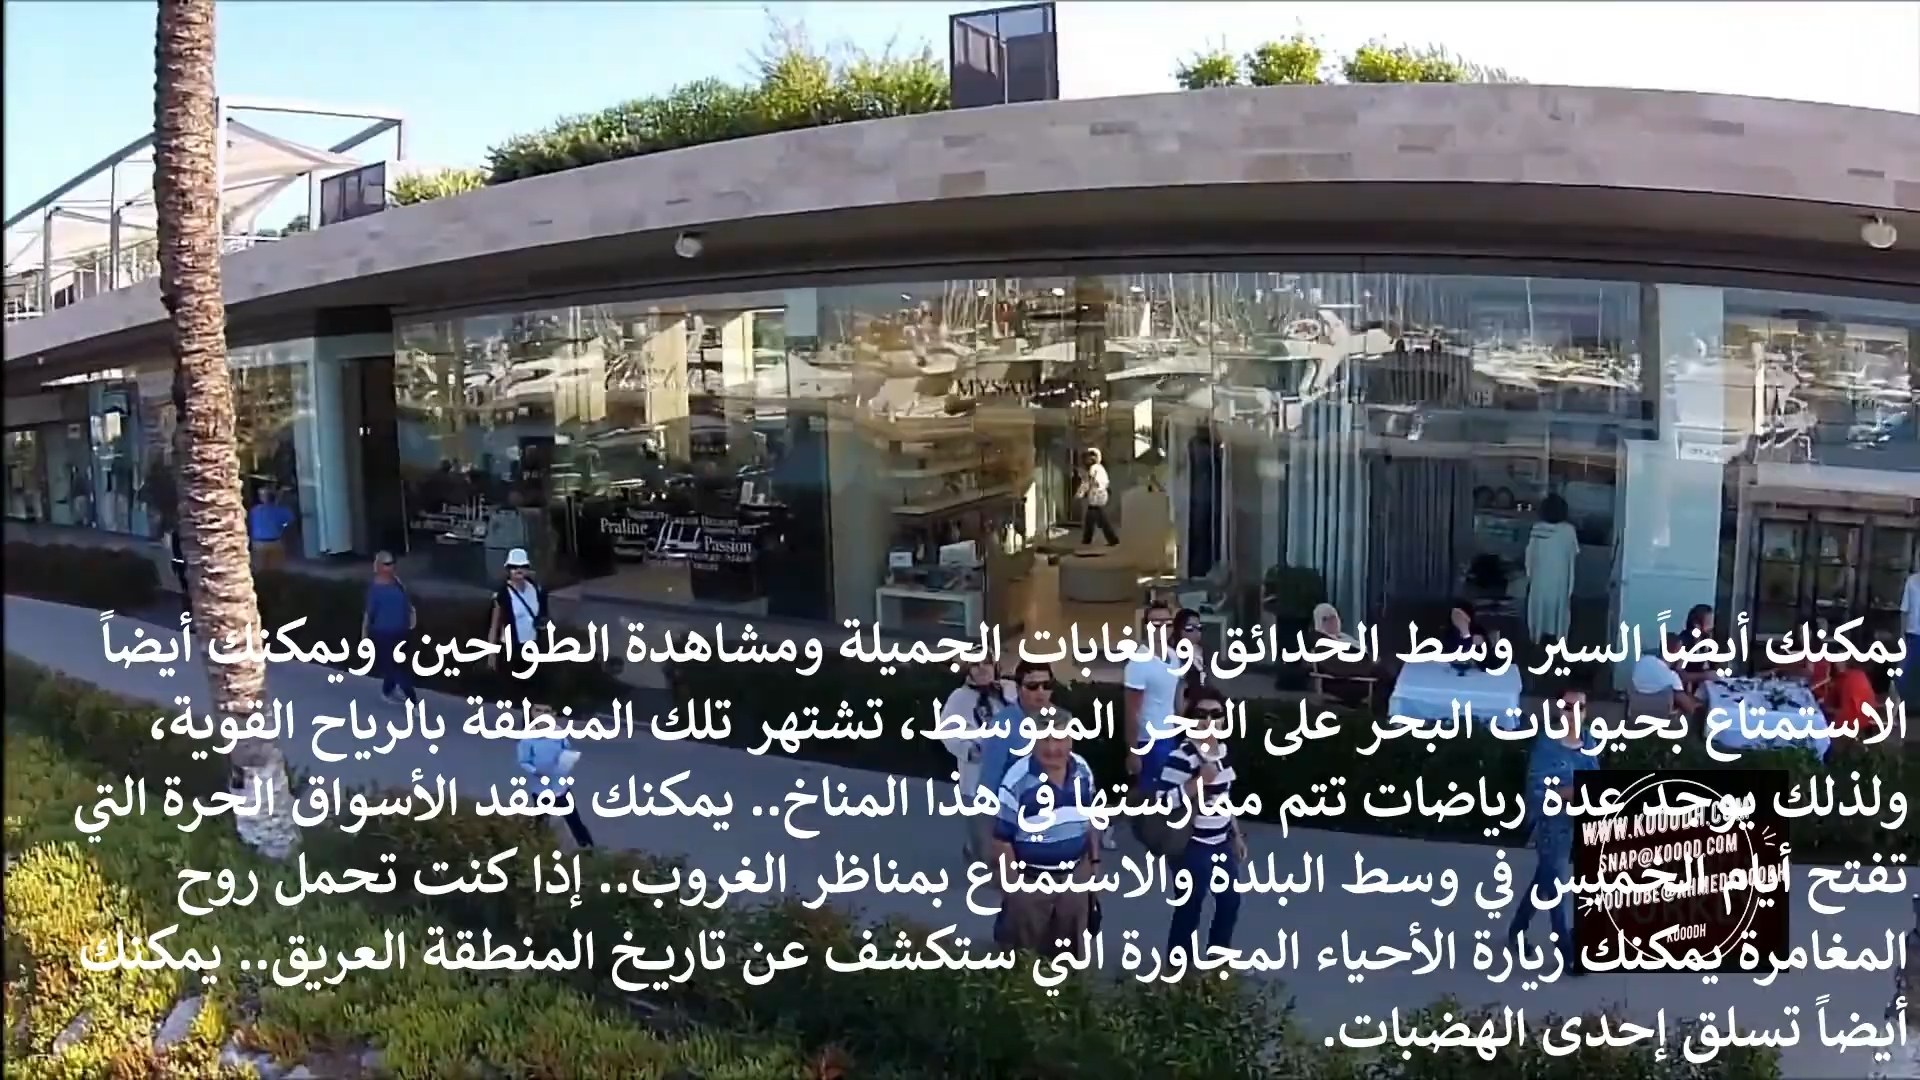 MYSA
Praline
Passion
يمكنك أيضاً السير وسط الحدائق والغابات الجميلة ومشاهدة الطواحين، ويمكنك أيضاً
الاستمتاع بحيوانات البحر على البحر المتوسط، تشتهر تلك المنطقة بالرياح القوية،
ولذلك يوجد عدة رياضات تتم ممارستها في هذا المناخ.. يمكنك تفقد الأسواق الحرة التي
تفتح أيام الخميس في وسط البلدة والاستمتاع بمناظر الغروب.. إذا كنت تحمل روح
المغامرة يمكنك زيارة الأحياء المجاورة التي ستكشف عن تاريخ المنطقة العريق.. يمكنك
أيضاً تسلق إحدى الهضبات.
WWW.KOOODH.COM
SNAP@KOOOD.COM
KOOODH